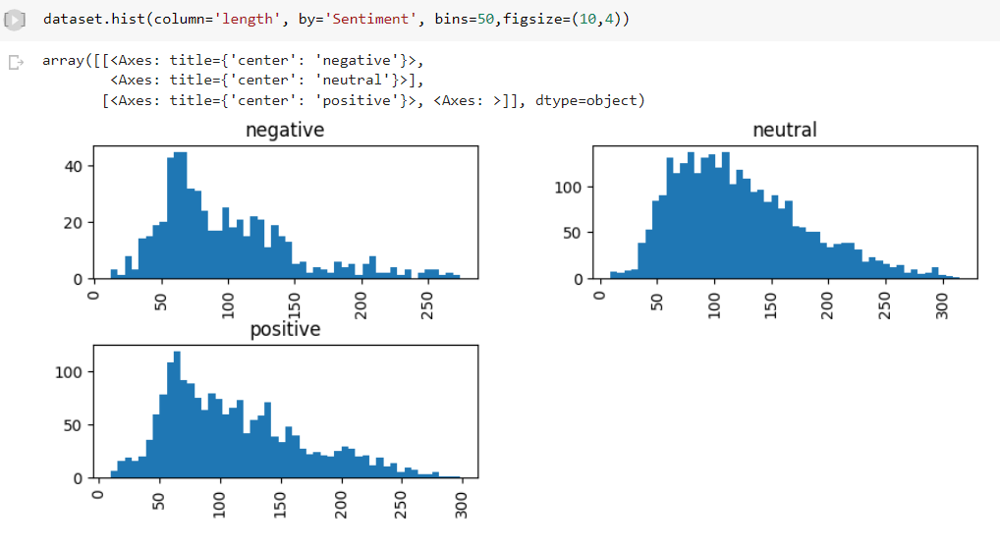 dataset.hist(column='length', by='Sentiment', bins=50,figsize=(10,4))
array([[<Axes: title={'center': 'negative'}>,
<Axes: title={'center': 'neutral'}>],
[<Axes: title={'center': 'positive'}>, <Axes: >]], dtype=object)
negative
40
20
0
0 50 100 150 200 250
neutral
100
50
0
0 50 100 150 200 250 300
positive
100
50
0
0 50 100 150 200 250 300